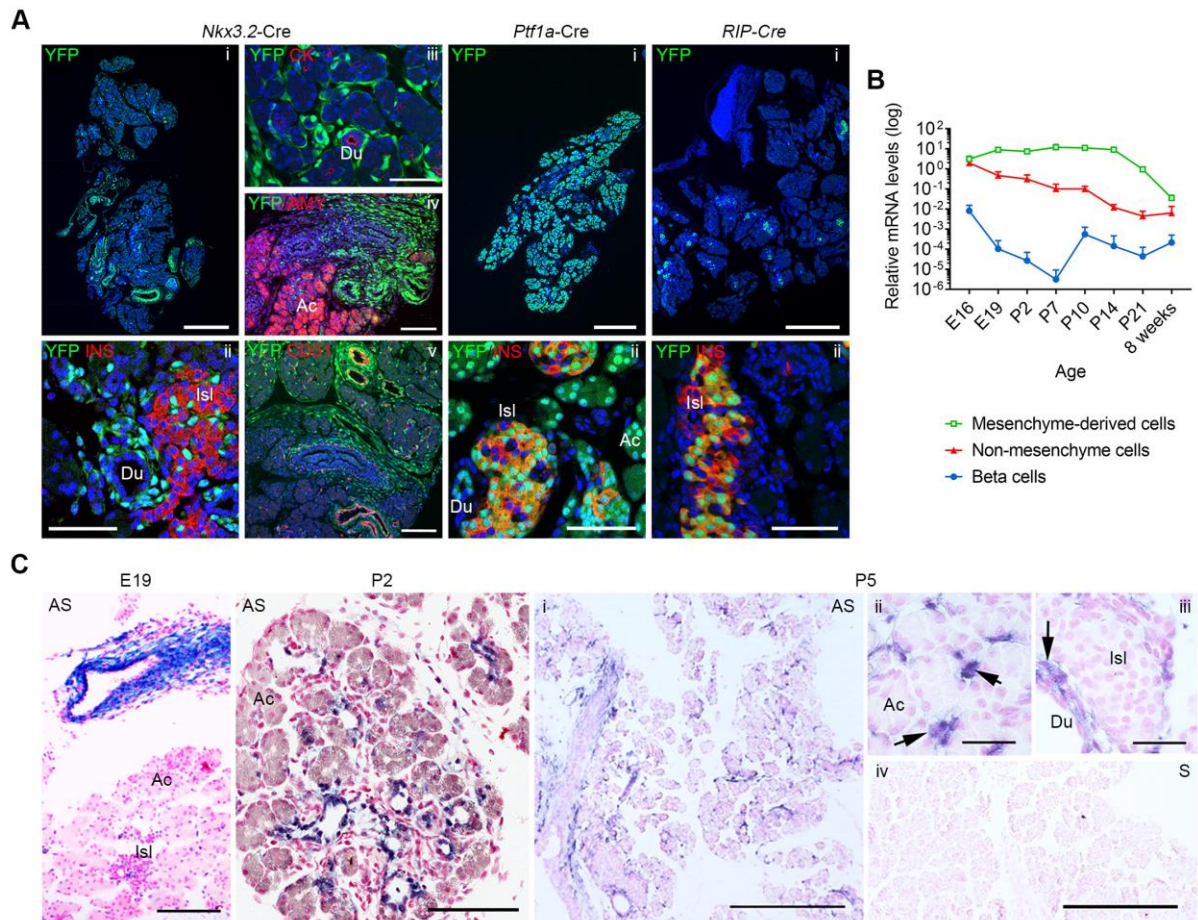 A
Nkx3.2-Cre
Ptf1a-Cre
RIP-Cre
YFP i
YFP CK iii
Du
YFP AMY iv
Ac
YFP INS ii
Isl
Du
YFP CD31 v
YFP i
YFP INS ii
Isl
Ac
Du
YFP i
YFP INS ii
Isl
B
Relative mRNA levels (log)
10²
10¹
10⁰
10⁻¹
10⁻²
10⁻³
10⁻⁴
10⁻⁵
10⁻⁶
E16 E19 P2 P7 P10 P14 P21 8 weeks
Age
Mesenchyme-derived cells
Non-mesenchyme cells
Beta cells
C
E19
P2
P5
AS
Ac
Isl
AS
Ac
i AS
ii
Ac
iii
Isl
Du
iv S